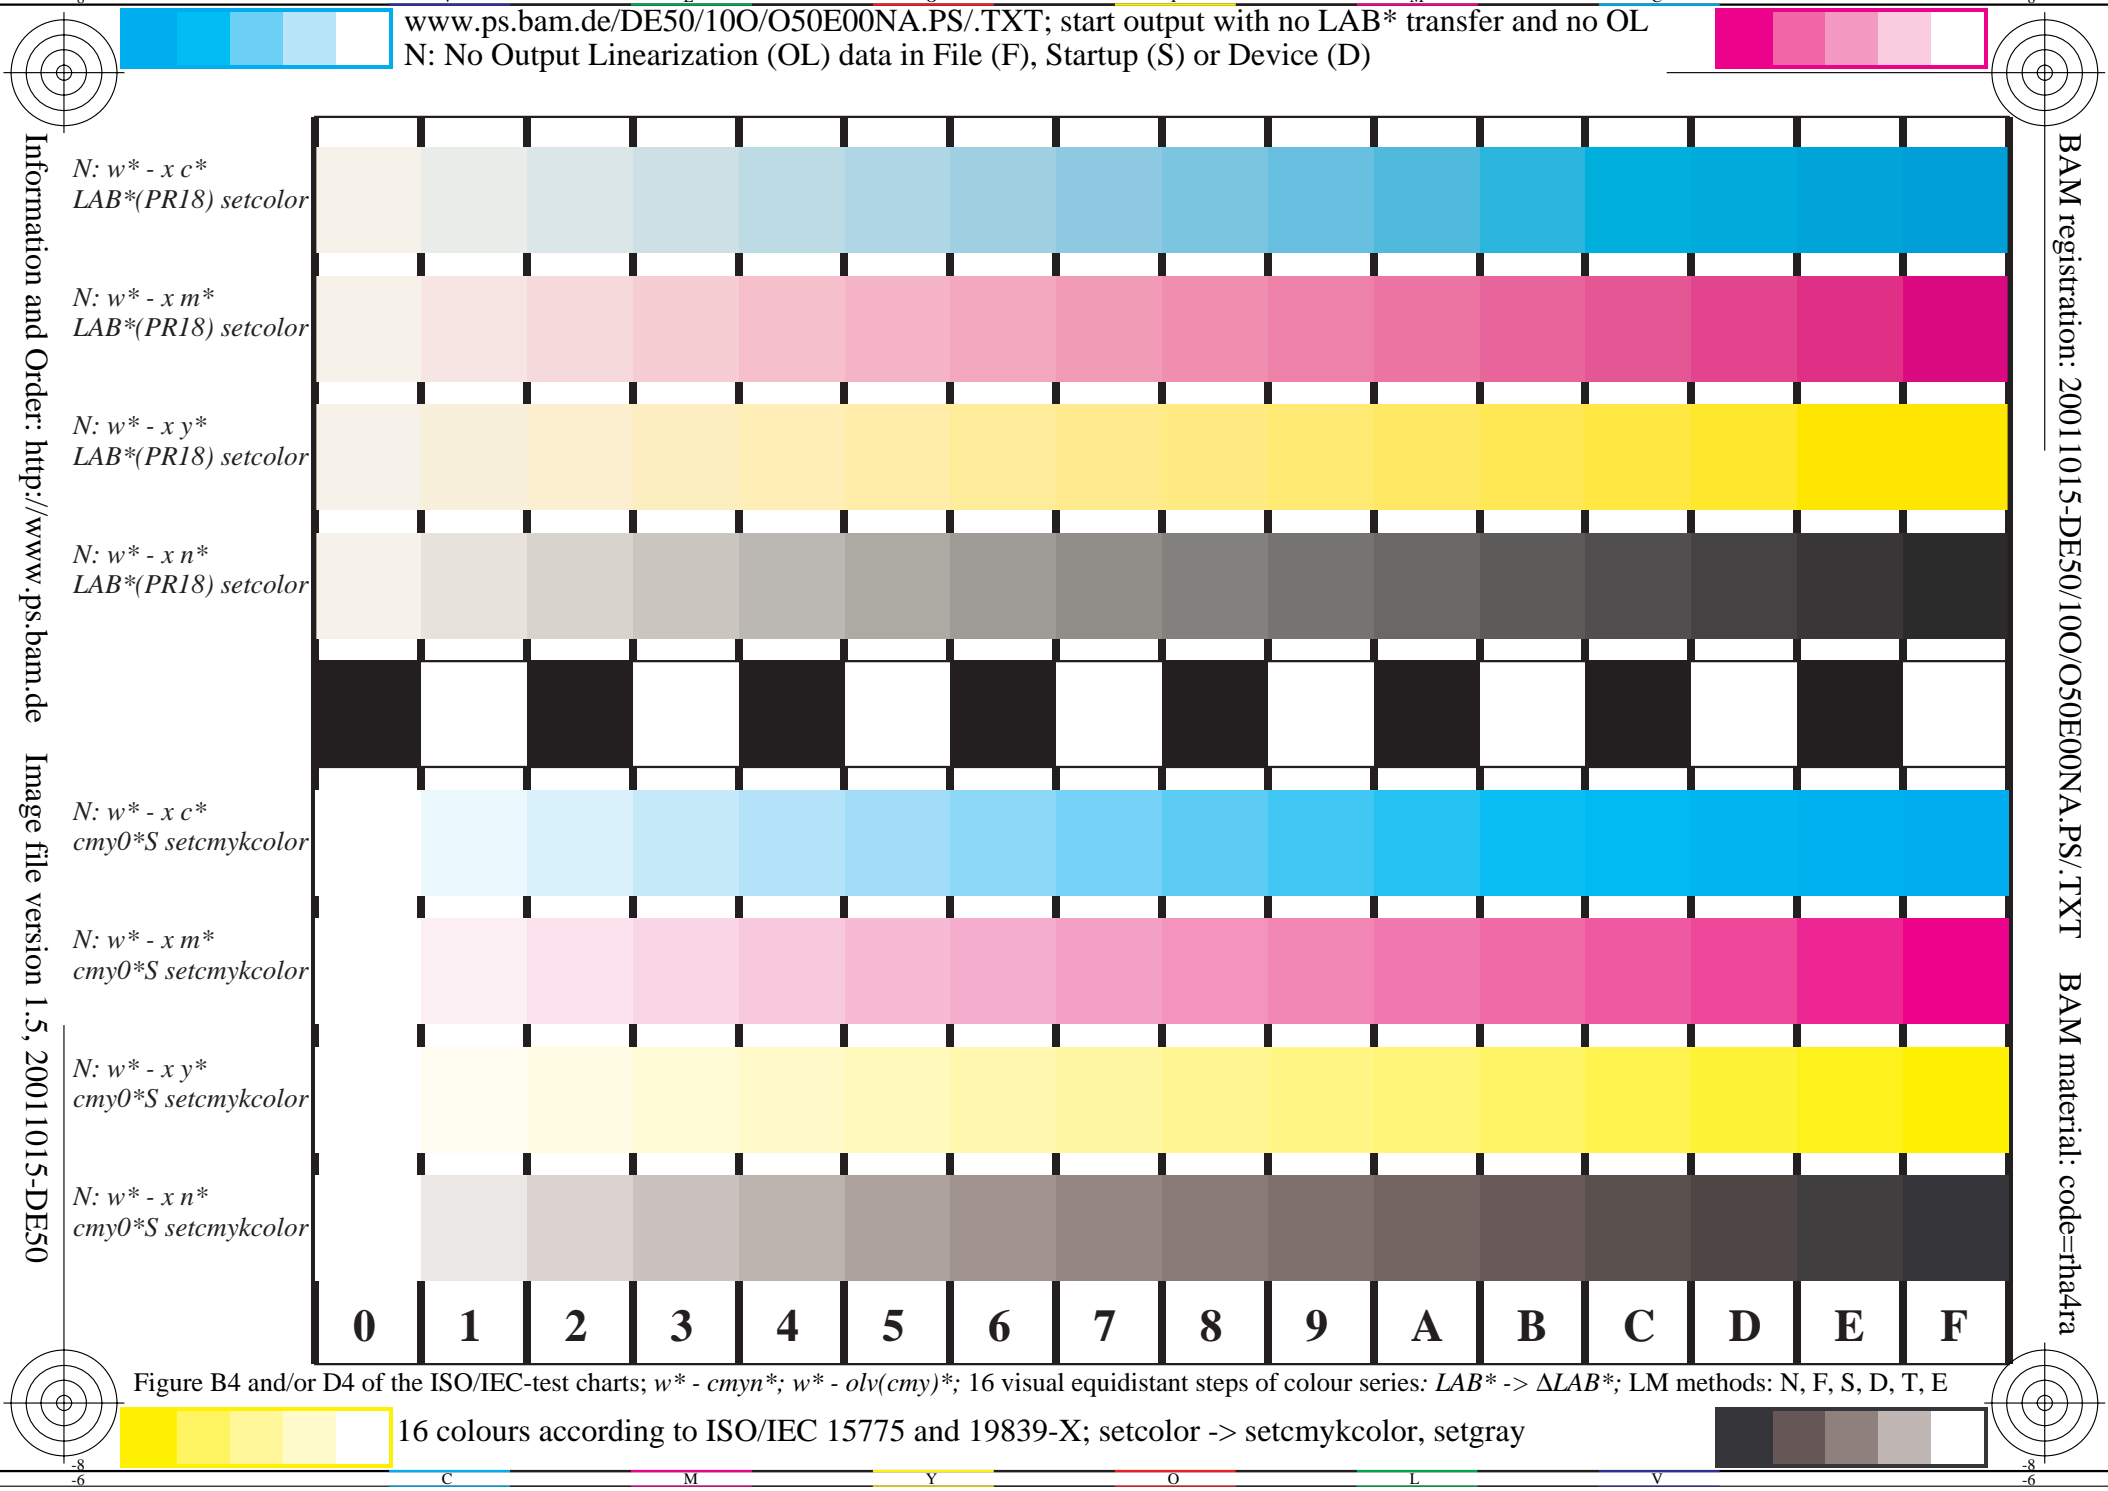 www.ps.bam.de/DE50/10O/O50E00NA.PS/.TXT; start output with no LAB* transfer and no OL
N: No Output Linearization (OL) data in File (F), Startup (S) or Device (D)
Information and Order: http://www.ps.bam.de Image file version 1.5, 20011015-DE50
BAM registration: 20011015-DE50/10O/O50E00NA.PS/.TXT BAM material: code=rha4ra
N: w* - x c*
LAB*(PR18) setcolor
N: w* - x m*
LAB*(PR18) setcolor
N: w* - x y*
LAB*(PR18) setcolor
N: w* - x n*
LAB*(PR18) setcolor
N: w* - x c*
cmy0*S setcmykcolor
N: w* - x m*
cmy0*S setcmykcolor
N: w* - x y*
cmy0*S setcmykcolor
N: w* - x n*
cmy0*S setcmykcolor
0 1 2 3 4 5 6 7 8 9 A B C D E F
Figure B4 and/or D4 of the ISO/IEC-test charts; w* - cmyn*; w* - olv(cmy)*; 16 visual equidistant steps of colour series: LAB* -> ΔLAB*; LM methods: N, F, S, D, T, E
16 colours according to ISO/IEC 15775 and 19839-X; setcolor -> setcmykcolor, setgray
-8 -8
-6 C M Y O L V -6